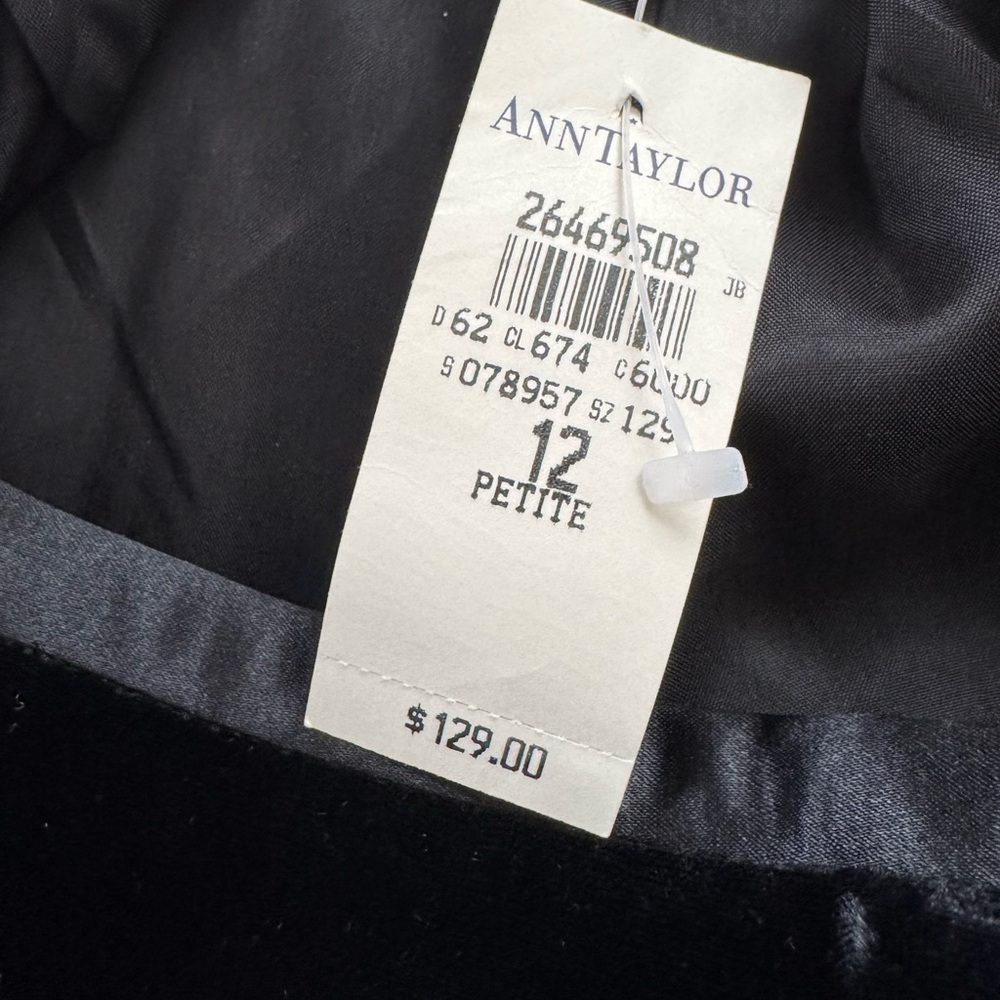 ANNTAYLOR
26469508
JB
D 62 CL 674 C 6000
S 078957 SZ 129
12
PETITE
$129.00